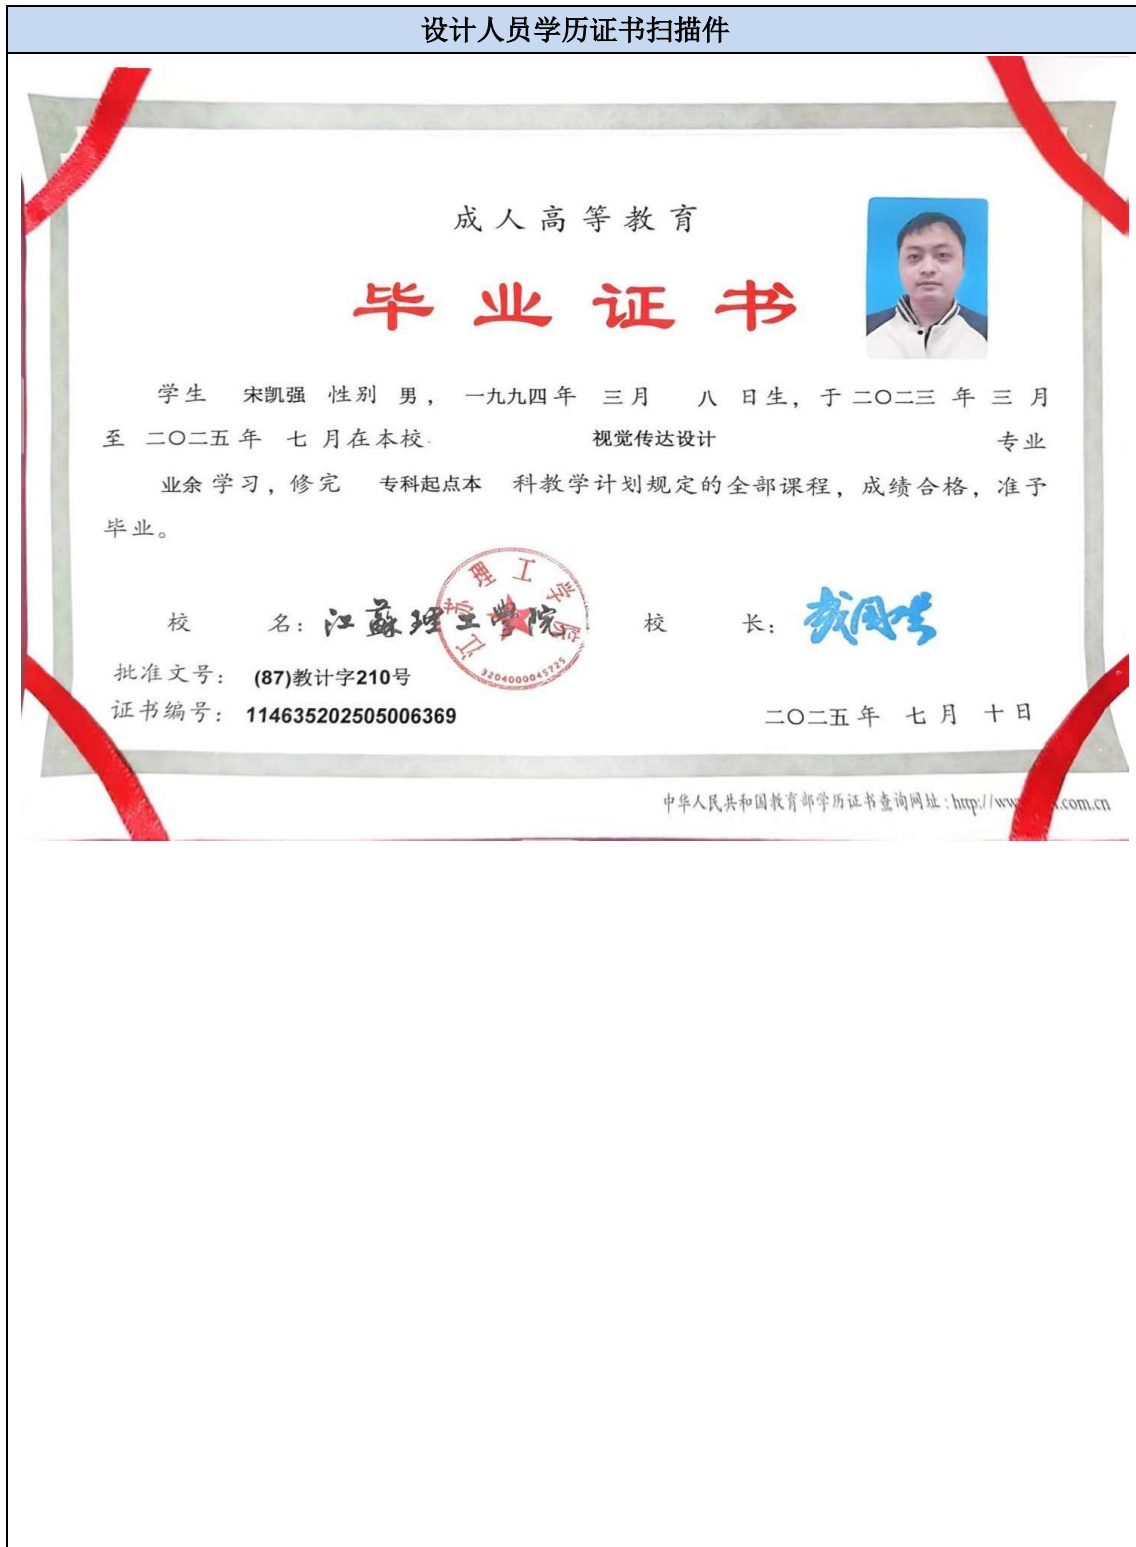 设计人员学历证书扫描件
成人高等教育
毕业证书
学生 宋凯强 性别 男， 一九九四年 三月 八 日生，于二〇二三 年 三 月
至 二〇二五 年 七 月在本校 视觉传达设计 专业
业余 学习，修完 专科起点本 科教学计划规定的全部课程，成绩合格，准予
毕业。
校 名：江蘇理工學院 校 长：
江苏理工学院
3204000045725
批准文号：(87)教计字210号
证书编号：114635202505006369
二〇二五年 七月 十日
中华人民共和国教育部学历证书查询网址：http://www .com.cn